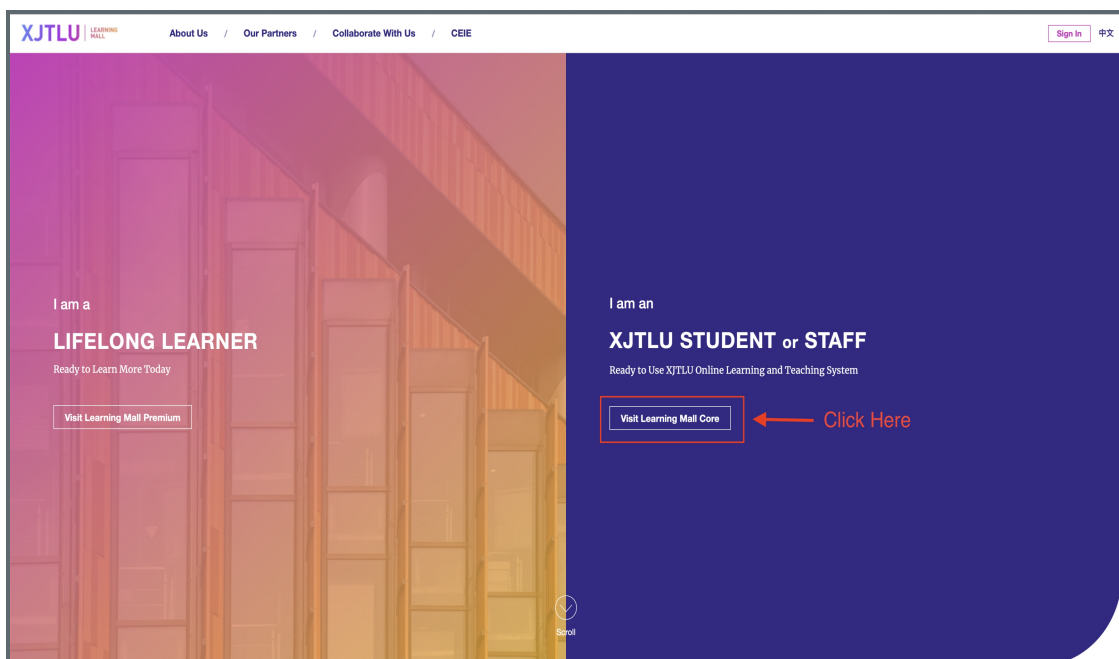 XJTLU LEARNING MALL
About Us / Our Partners / Collaborate With Us / CEIE
Sign In 中文
I am a
LIFELONG LEARNER
Ready to Learn More Today
Visit Learning Mall Premium
I am an
XJTLU STUDENT or STAFF
Ready to Use XJTLU Online Learning and Teaching System
Visit Learning Mall Core
Click Here
Scroll